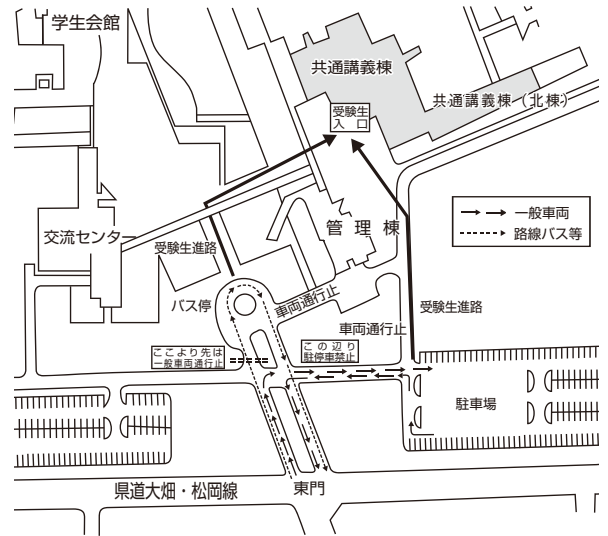 学生会館
共通講義棟
受験生
入口
共通講義棟（北棟）
一般車両
路線バス等
管理棟
交流センター
受験生進路
バス停
車両通行止
車両通行止
受験生進路
ここより先は
一般車両通行止
この辺り
駐停車禁止
駐車場
県道大畑・松岡線
東門